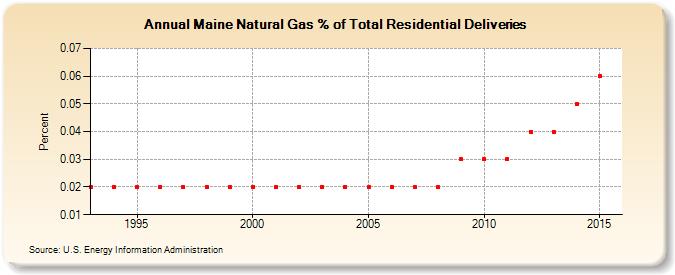 Annual Maine Natural Gas % of Total Residential Deliveries
Percent
0.07
0.06
0.05
0.04
0.03
0.02
0.01
1995 2000 2005 2010 2015
Source: U.S. Energy Information Administration